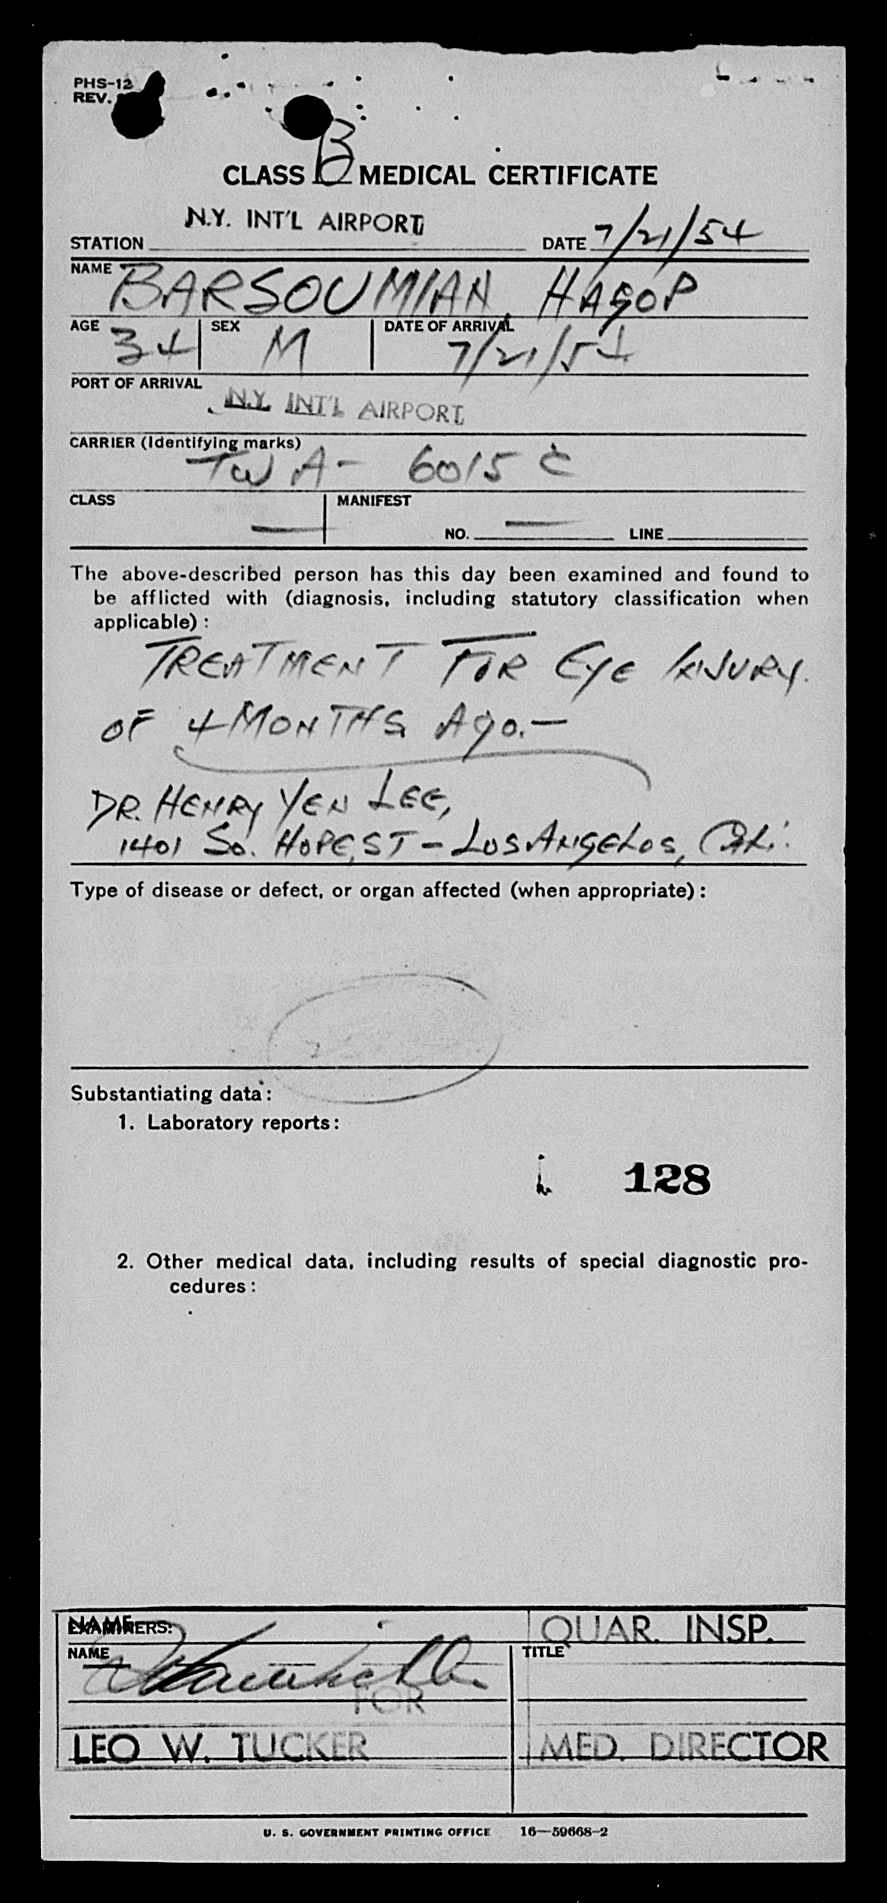 PHS-12
REV.
CLASS B MEDICAL CERTIFICATE
STATION N.Y. INT'L AIRPORT DATE 7/21/54
NAME BARSOUMIAN HAGOP
AGE 34 SEX M DATE OF ARRIVAL 7/21/54
PORT OF ARRIVAL N.Y. INT'L AIRPORT
CARRIER (Identifying marks) TWA- 6015 C
CLASS — MANIFEST
NO. — LINE
The above-described person has this day been examined and found to
be afflicted with (diagnosis, including statutory classification when
applicable):
TREATMENT FOR EYE INJURY.
OF 4 MONTHS AGO.—
DR. HENRY YEN LEE,
1401 So. HOPE, ST - LOS ANGELOS, CAL.
Type of disease or defect, or organ affected (when appropriate):
Substantiating data:
1. Laboratory reports:
128
2. Other medical data, including results of special diagnostic pro-
cedures:
NAME
EXAMINERS: QUAR. INSP.
NAME TITLE
FOR
LEO W. TUCKER MED. DIRECTOR
U. S. GOVERNMENT PRINTING OFFICE 16—59668-2